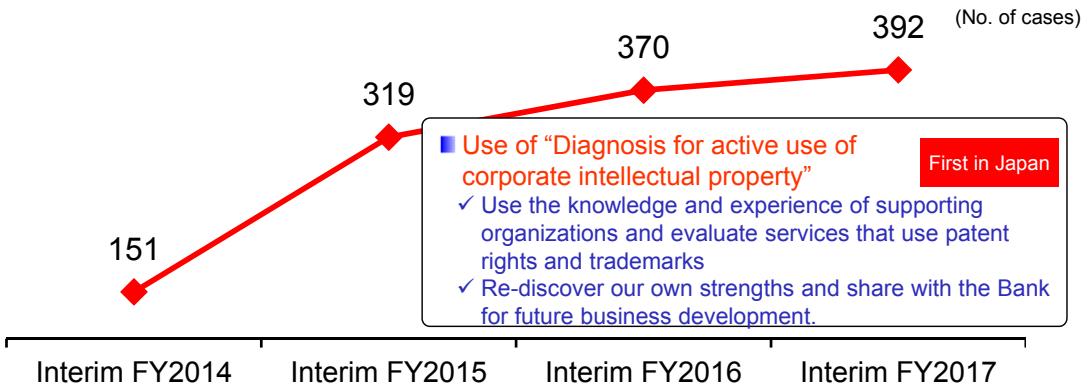 (No. of cases)
392
370
319
151
Use of “Diagnosis for active use of
corporate intellectual property”
First in Japan
✓ Use the knowledge and experience of supporting
organizations and evaluate services that use patent
rights and trademarks
✓ Re-discover our own strengths and share with the Bank
for future business development.
Interim FY2014
Interim FY2015
Interim FY2016
Interim FY2017